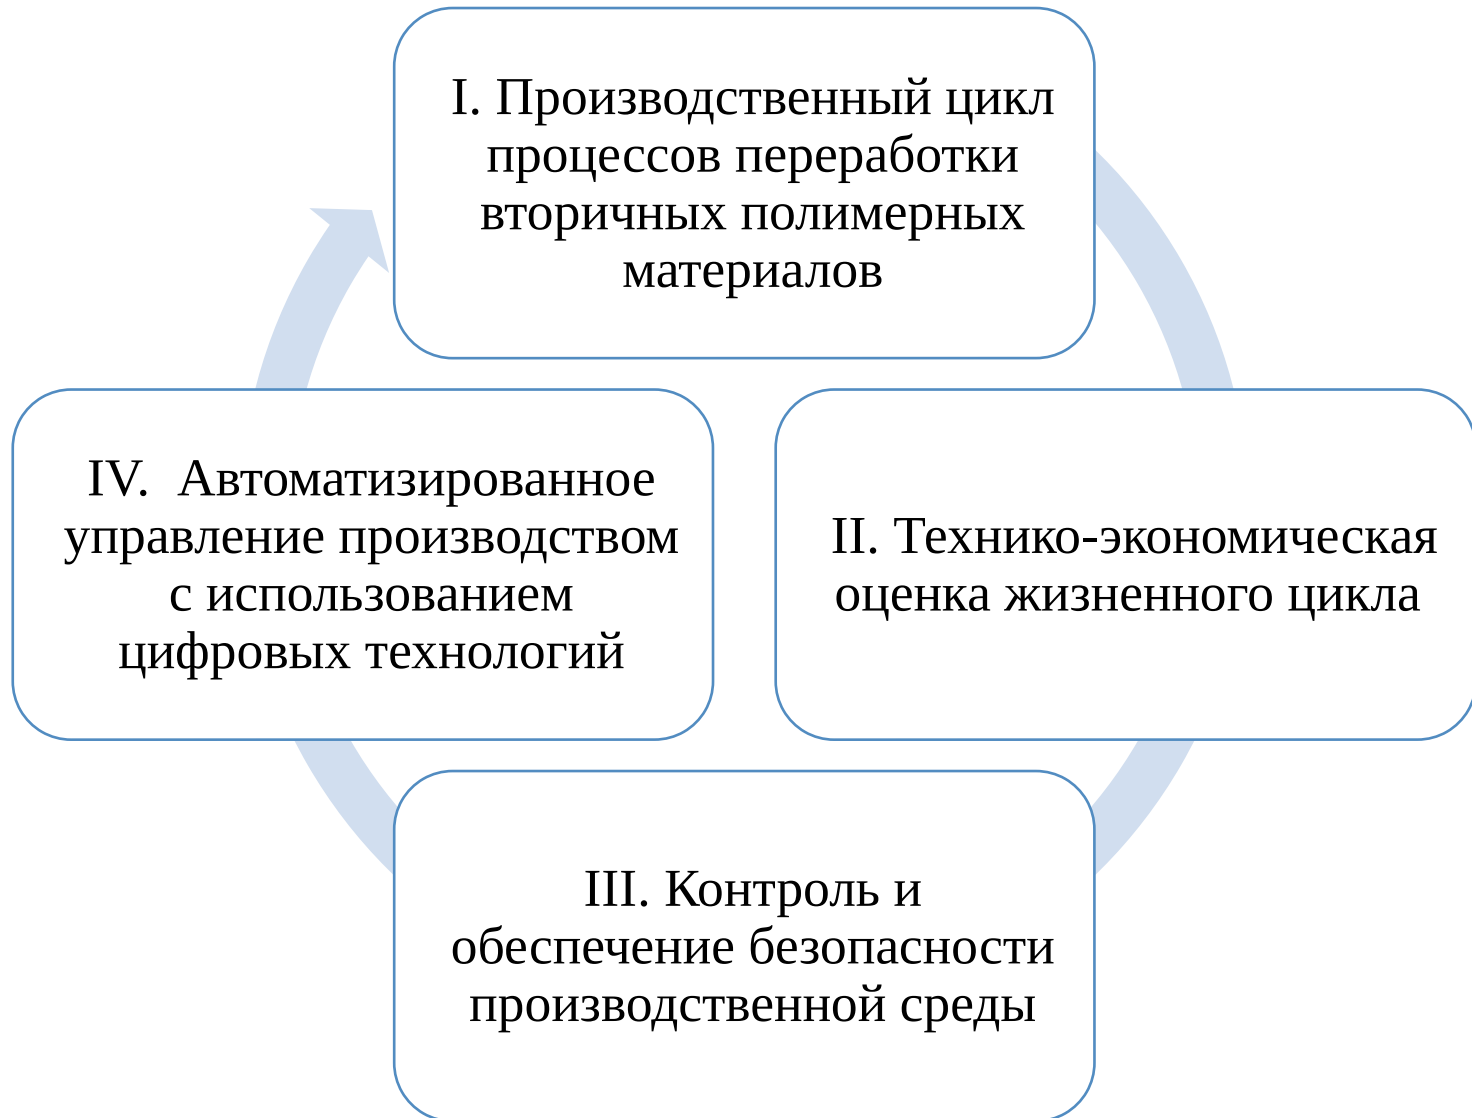 I. Производственный цикл
процессов переработки
вторичных полимерных
материалов
II. Технико-экономическая
оценка жизненного цикла
III. Контроль и
обеспечение безопасности
производственной среды
IV.  Автоматизированное
управление производством
с использованием
цифровых технологий